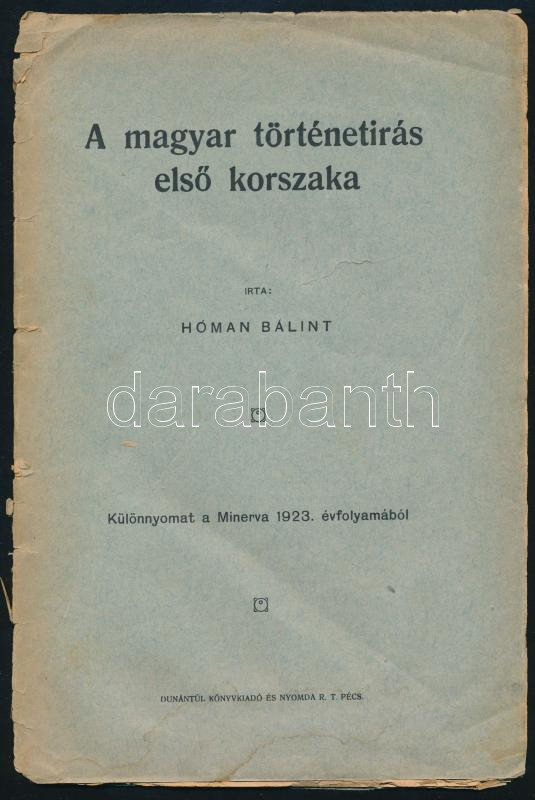 A magyar történetirás
első korszaka
IRTA:
HÓMAN BÁLINT
darabanth
Különnyomat a Minerva 1923. évfolyamából
DUNÁNTÚL KÖNYVKIADÓ ÉS NYOMDA R. T. PÉCS.